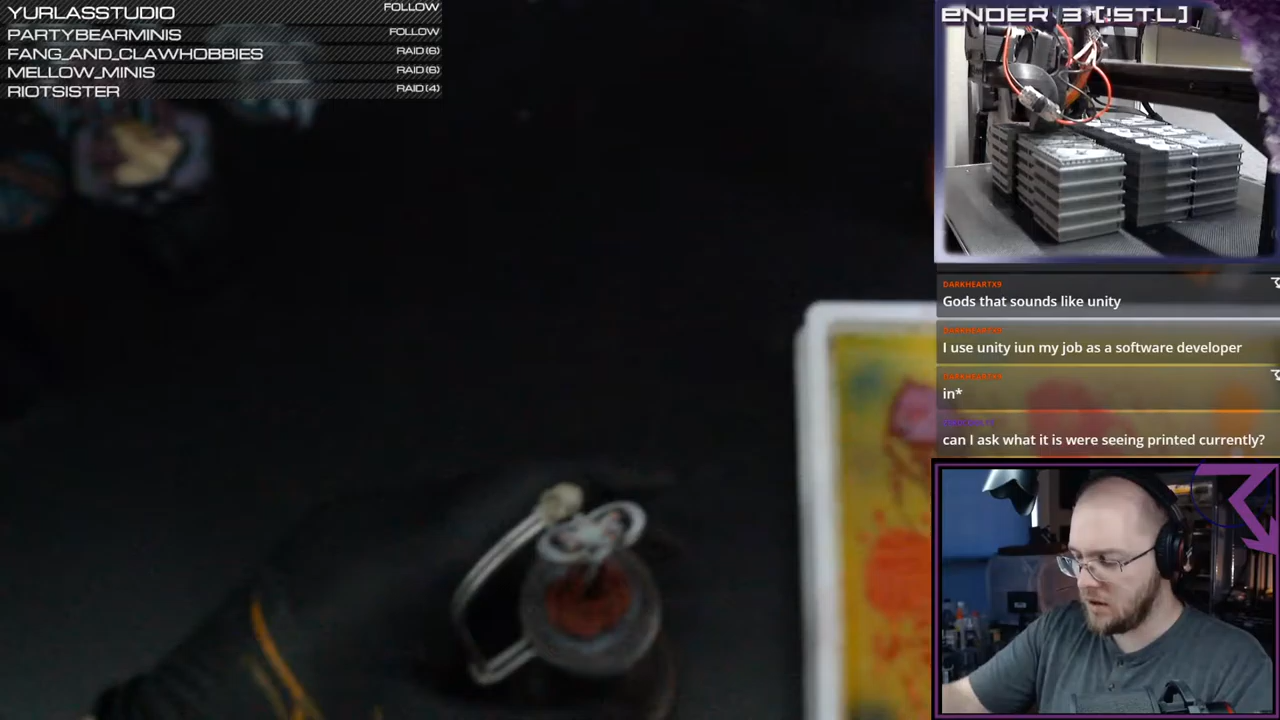 YURLASSTUDIO FOLLOW
PARTYBEARMINIS FOLLOW
FANG_AND_CLAWHOBBIES RAID(6)
MELLOW_MINIS RAID(6)
RIOTSISTER RAID(4)
ENDER 3 [!STL]
DARKHEARTX9
Gods that sounds like unity
DARKHEARTX9
I use unity iun my job as a software developer
DARKHEARTX9
in*
can I ask what it is were seeing printed currently?